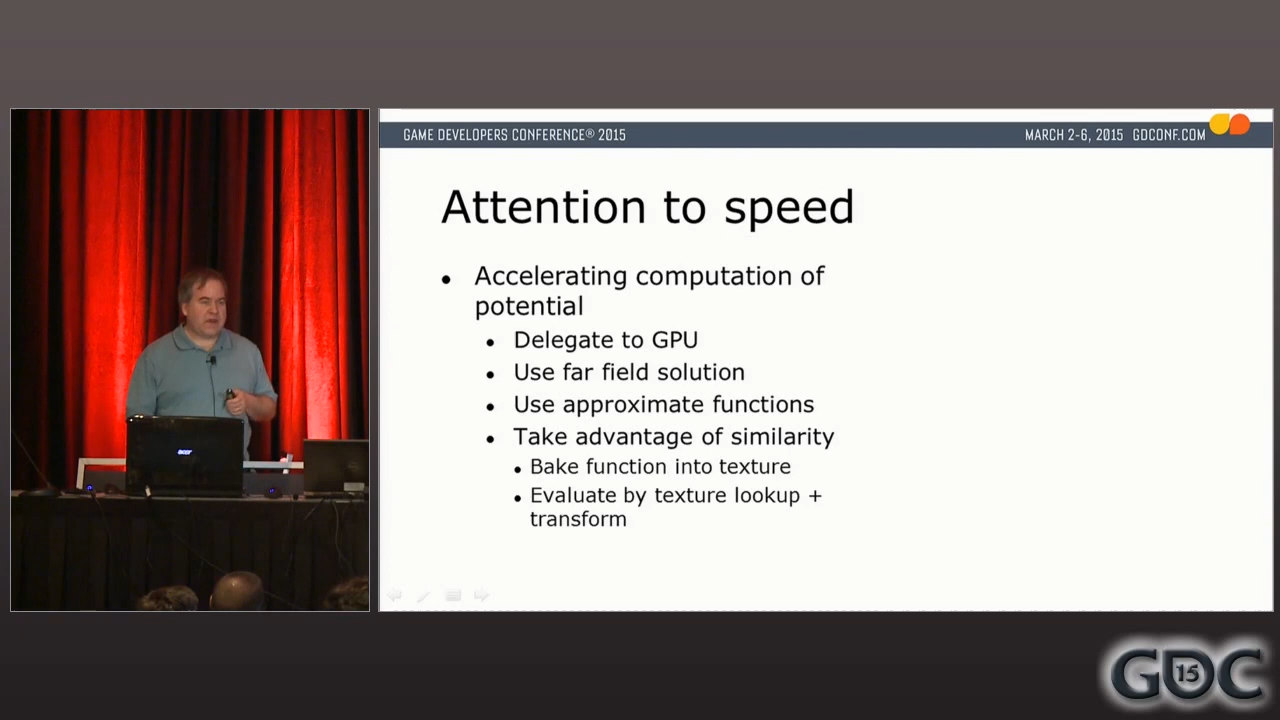 GAME DEVELOPERS CONFERENCE® 2015
MARCH 2-6, 2015 GDCONF.COM
Attention to speed
• Accelerating computation of
potential
• Delegate to GPU
• Use far field solution
• Use approximate functions
• Take advantage of similarity
• Bake function into texture
• Evaluate by texture lookup +
transform
acer
GDC
15